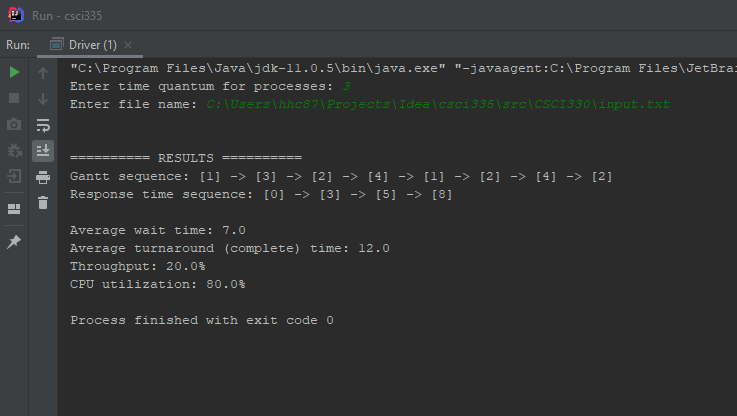 Run - csci335
Run: Driver (1)
"C:\Program Files\Java\jdk-11.0.5\bin\java.exe" "-javaagent:C:\Program Files\JetBrai
Enter time quantum for processes: 3
Enter file name: C:\Users\hhc87\Projects\Idea\csci335\src\CSCI330\input.txt
========== RESULTS ==========
Gantt sequence: [1] -> [3] -> [2] -> [4] -> [1] -> [2] -> [4] -> [2]
Response time sequence: [0] -> [3] -> [5] -> [8]
Average wait time: 7.0
Average turnaround (complete) time: 12.0
Throughput: 20.0%
CPU utilization: 80.0%
Process finished with exit code 0